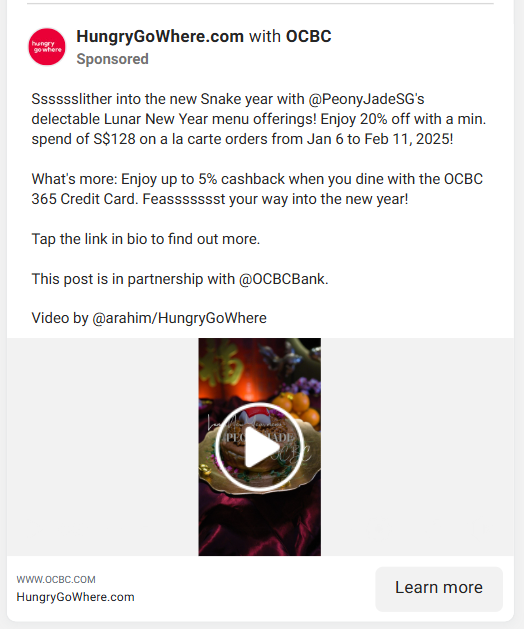 hungry
go where
HungryGoWhere.com with OCBC
Sponsored
Sssssslither into the new Snake year with @PeonyJadeSG's
delectable Lunar New Year menu offerings! Enjoy 20% off with a min.
spend of S$128 on a la carte orders from Jan 6 to Feb 11, 2025!
What's more: Enjoy up to 5% cashback when you dine with the OCBC
365 Credit Card. Feassssssst your way into the new year!
Tap the link in bio to find out more.
This post is in partnership with @OCBCBank.
Video by @arahim/HungryGoWhere
PEONY JADE
OCBC
WWW.OCBC.COM
HungryGoWhere.com
Learn more